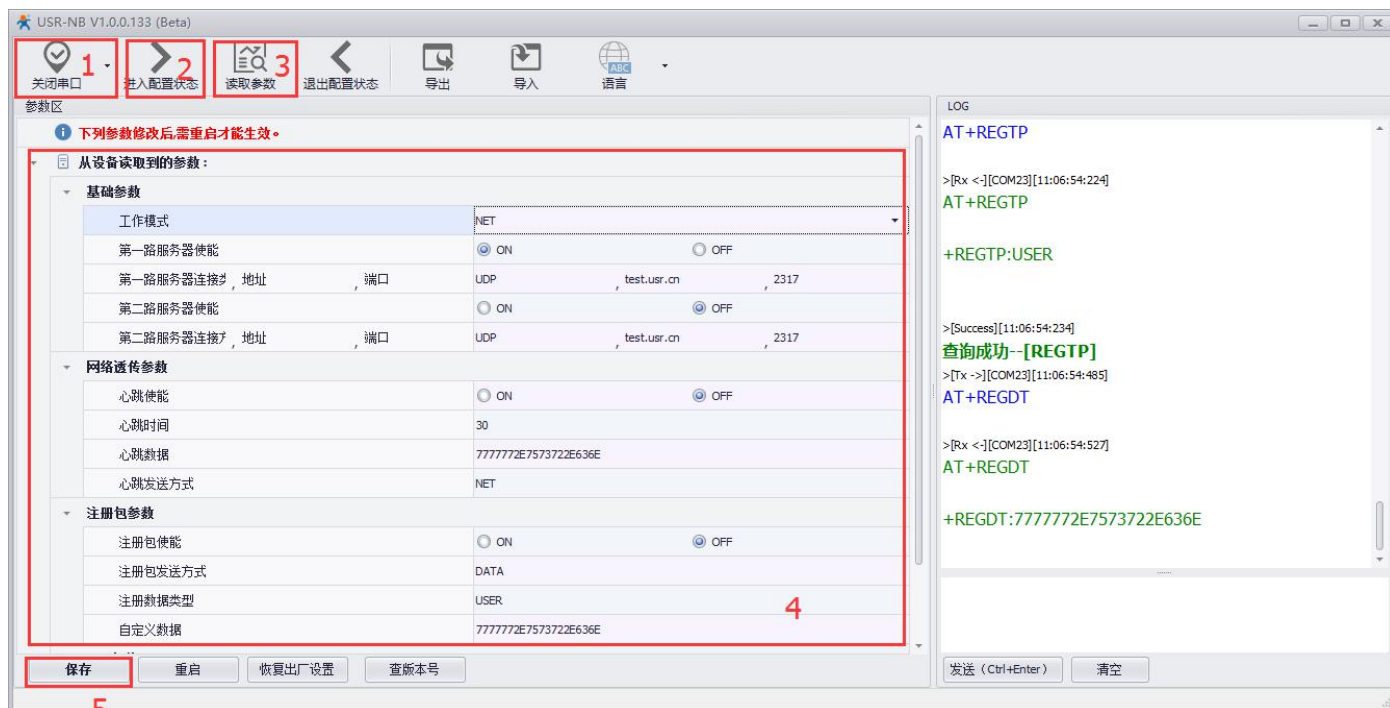 USR-NB V1.0.0.133 (Beta)
关闭串口 1
进入配置状态 2
读取参数 3
退出配置状态
导出
导入
语言
ABC
参数区
下列参数修改后,需重启才能生效。
从设备读取到的参数:
基础参数
工作模式 NET
第一路服务器使能 ON OFF
第一路服务器连接 , 地址 , 端口 UDP , test.usr.cn , 2317
第二路服务器使能 ON OFF
第二路服务器连接 , 地址 , 端口 UDP , test.usr.cn , 2317
网络透传参数
心跳使能 ON OFF
心跳时间 30
心跳数据 7777772E7573722E636E
心跳发送方式 NET
注册包参数
注册包使能 ON OFF
注册包发送方式 DATA
注册数据类型 USER
自定义数据 7777772E7573722E636E
4
保存 重启 恢复出厂设置 查版本号
5
LOG
AT+REGTP
>[Rx <-][COM23][11:06:54:224]
AT+REGTP
+REGTP:USER
>[Success][11:06:54:234]
查询成功--[REGTP]
>[Tx ->][COM23][11:06:54:485]
AT+REGDT
>[Rx <-][COM23][11:06:54:527]
AT+REGDT
+REGDT:7777772E7573722E636E
发送(Ctrl+Enter) 清空